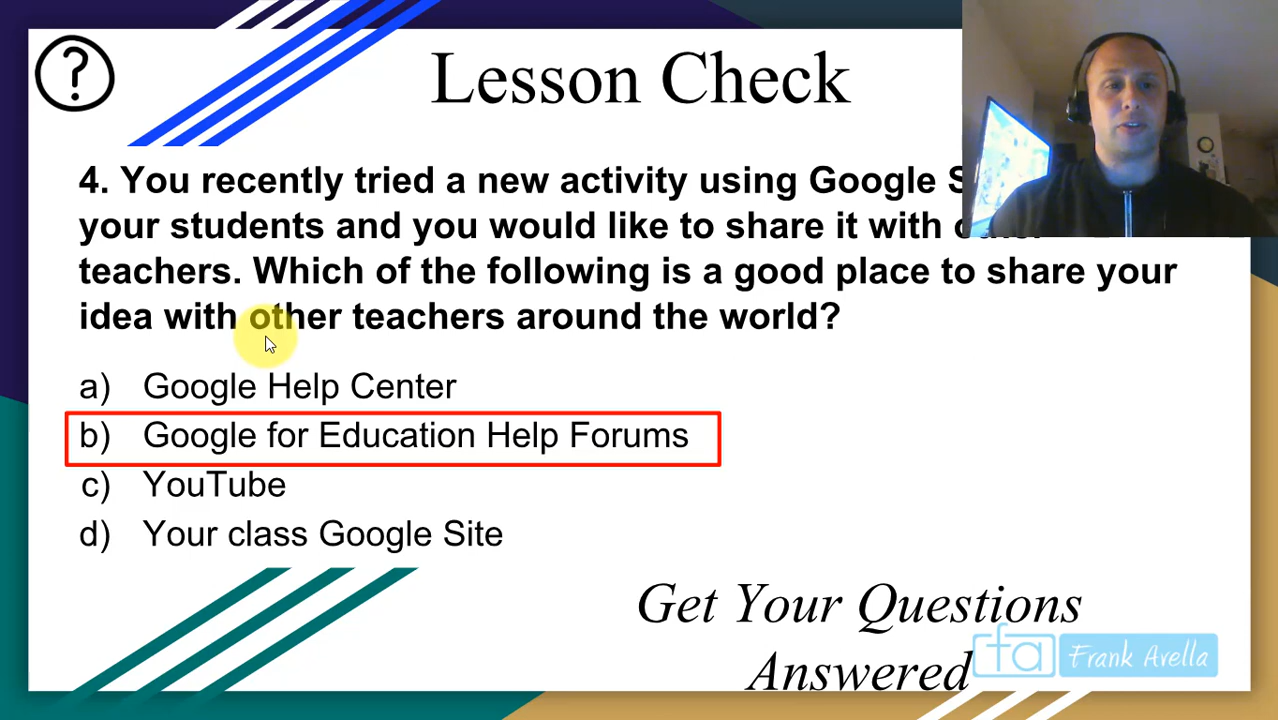 ?
Lesson Check
4. You recently tried a new activity using Google S
your students and you would like to share it with
teachers. Which of the following is a good place to share your
idea with other teachers around the world?
a) Google Help Center
b) Google for Education Help Forums
c) YouTube
d) Your class Google Site
Get Your Questions
Answered
fa Frank Avella